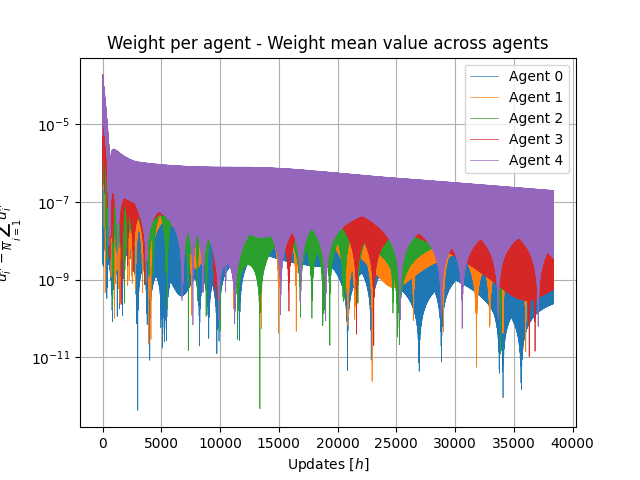 Weight per agent - Weight mean value across agents
Agent 0
Agent 1
Agent 2
Agent 3
Agent 4
10⁻⁵
10⁻⁷
10⁻⁹
10⁻¹¹
0
5000
10000
15000
20000
25000
30000
35000
40000
Updates [h]